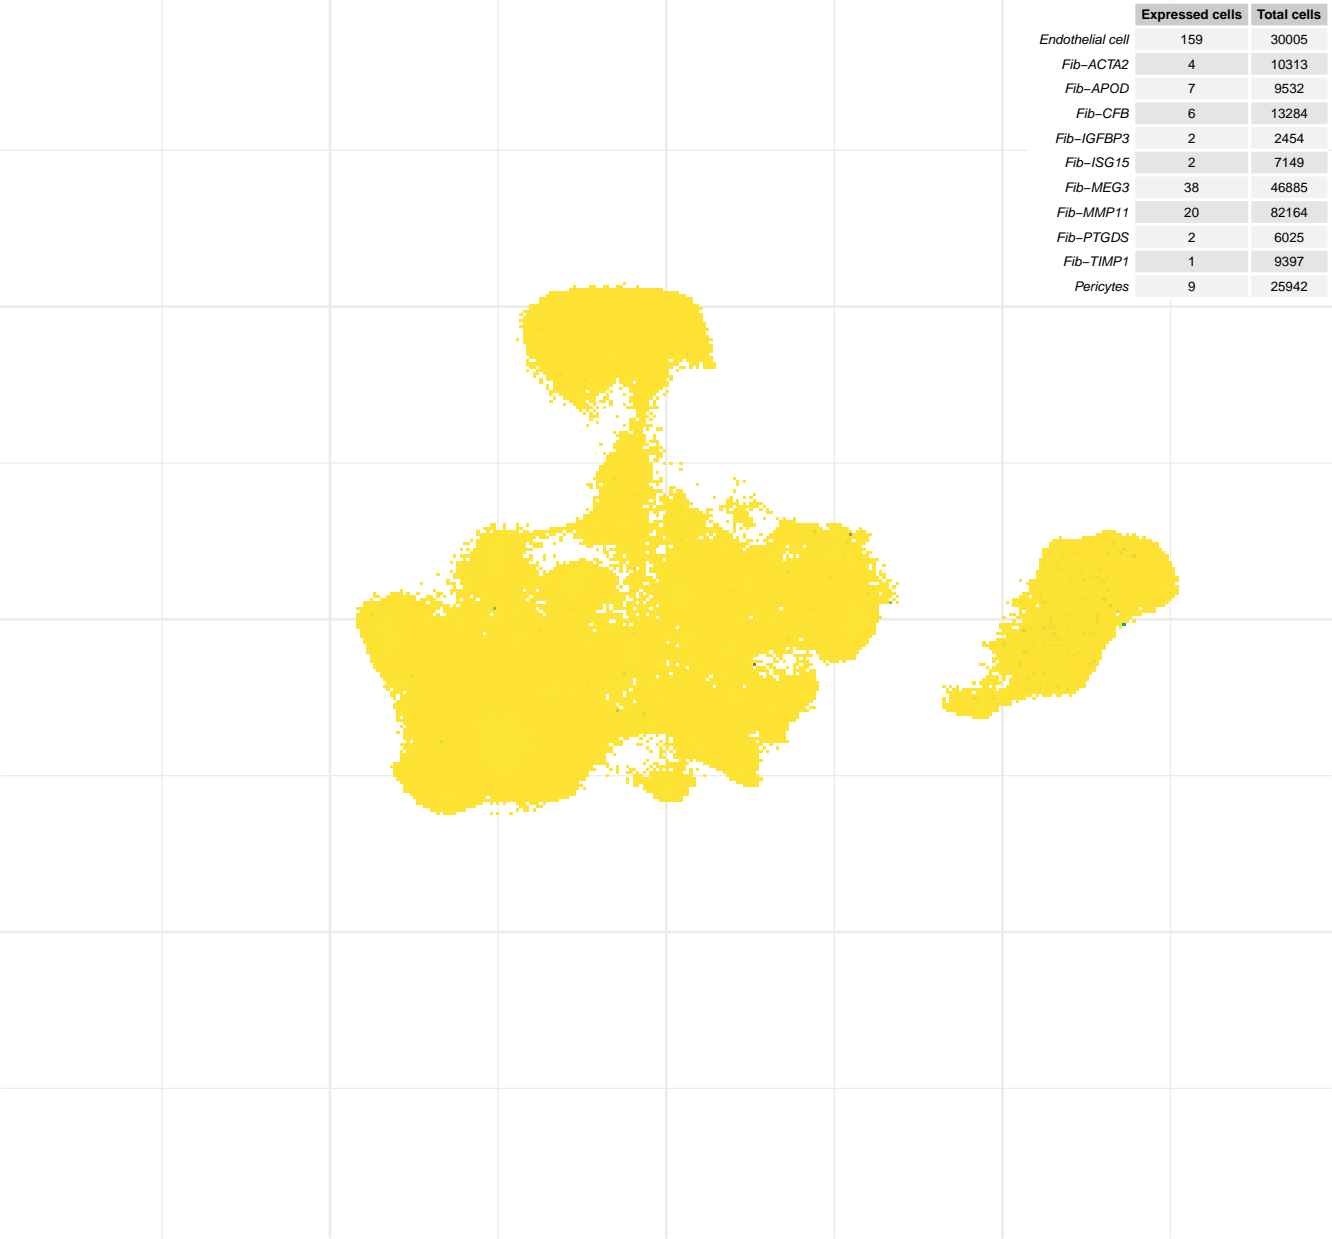 Expressed cells Total cells
Endothelial cell 159 30005
Fib−ACTA2 4 10313
Fib−APOD 7 9532
Fib−CFB 6 13284
Fib−IGFBP3 2 2454
Fib−ISG15 2 7149
Fib−MEG3 38 46885
Fib−MMP11 20 82164
Fib−PTGDS 2 6025
Fib−TIMP1 1 9397
Pericytes 9 25942